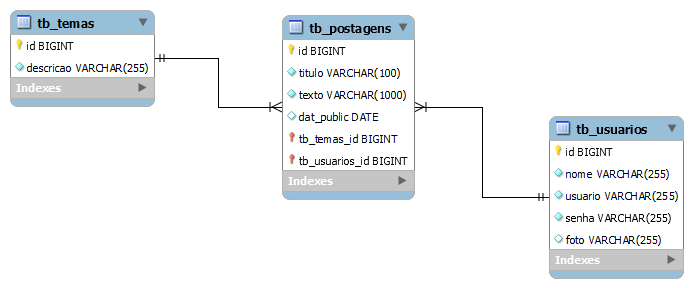 tb_temas
id BIGINT
descricao VARCHAR(255)
Indexes
tb_postagens
id BIGINT
titulo VARCHAR(100)
texto VARCHAR(1000)
dat_public DATE
tb_temas_id BIGINT
tb_usuarios_id BIGINT
Indexes
tb_usuarios
id BIGINT
nome VARCHAR(255)
usuario VARCHAR(255)
senha VARCHAR(255)
foto VARCHAR(255)
Indexes